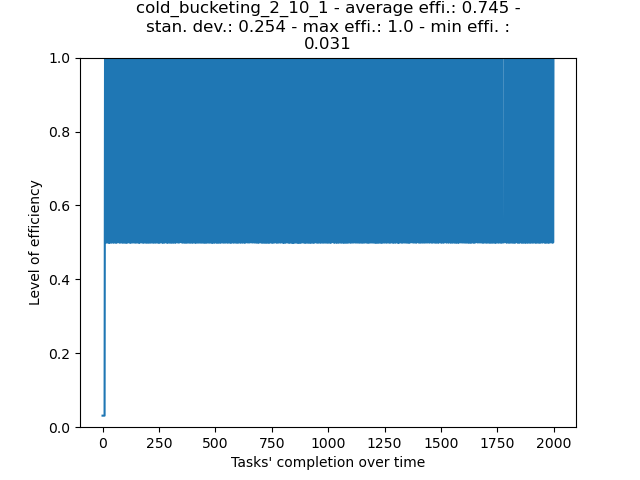 cold_bucketing_2_10_1 - average effi.: 0.745 -
stan. dev.: 0.254 - max effi.: 1.0 - min effi. :
0.031
1.0
0.8
0.6
0.4
0.2
0.0
Level of efficiency
0 250 500 750 1000 1250 1500 1750 2000
Tasks' completion over time